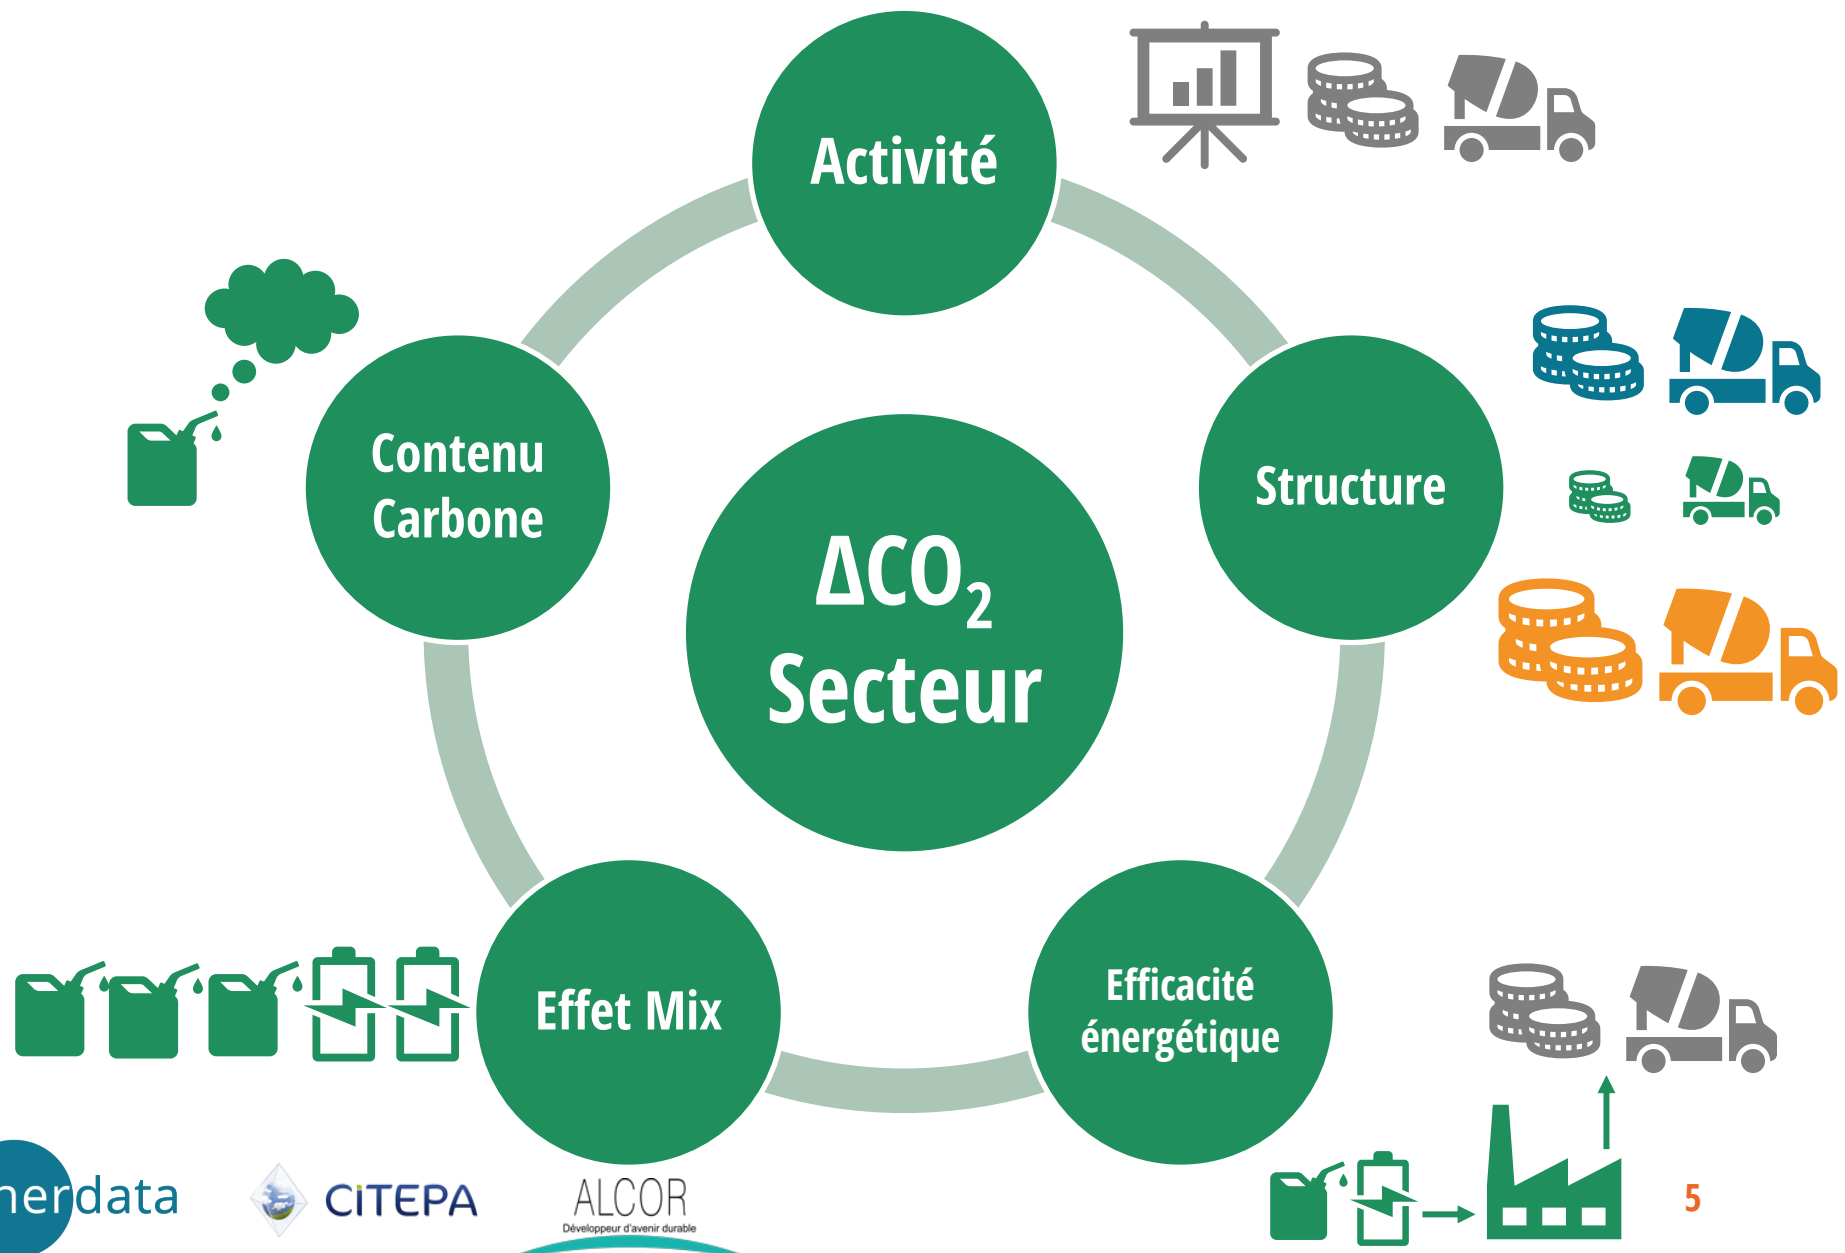 Activité
Contenu
Carbone
Structure
ΔCO₂
Secteur
Effet Mix
Efficacité
énergétique
nerdata
CiTEPA
ALCOR
Développeur d'avenir durable
5